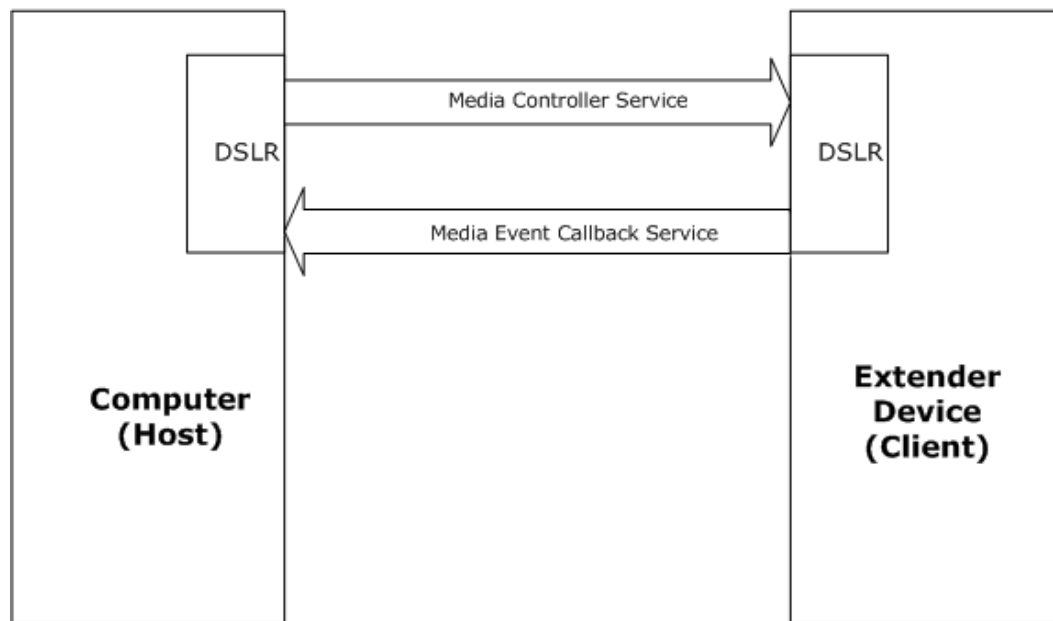 Media Controller Service
DSLR
DSLR
Media Event Callback Service
Computer
(Host)
Extender
Device
(Client)